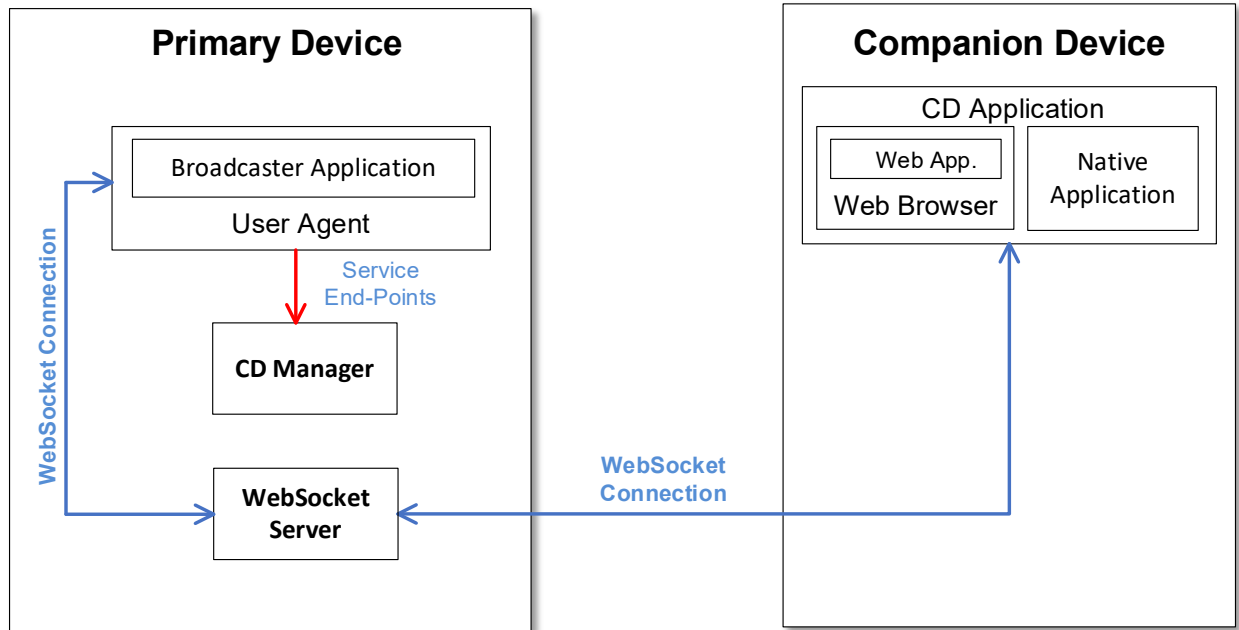 Primary Device
Broadcaster Application
User Agent
Service
End-Points
CD Manager
WebSocket
Server
WebSocket Connection
WebSocket
Connection
Companion Device
CD Application
Web App.
Web Browser
Native
Application